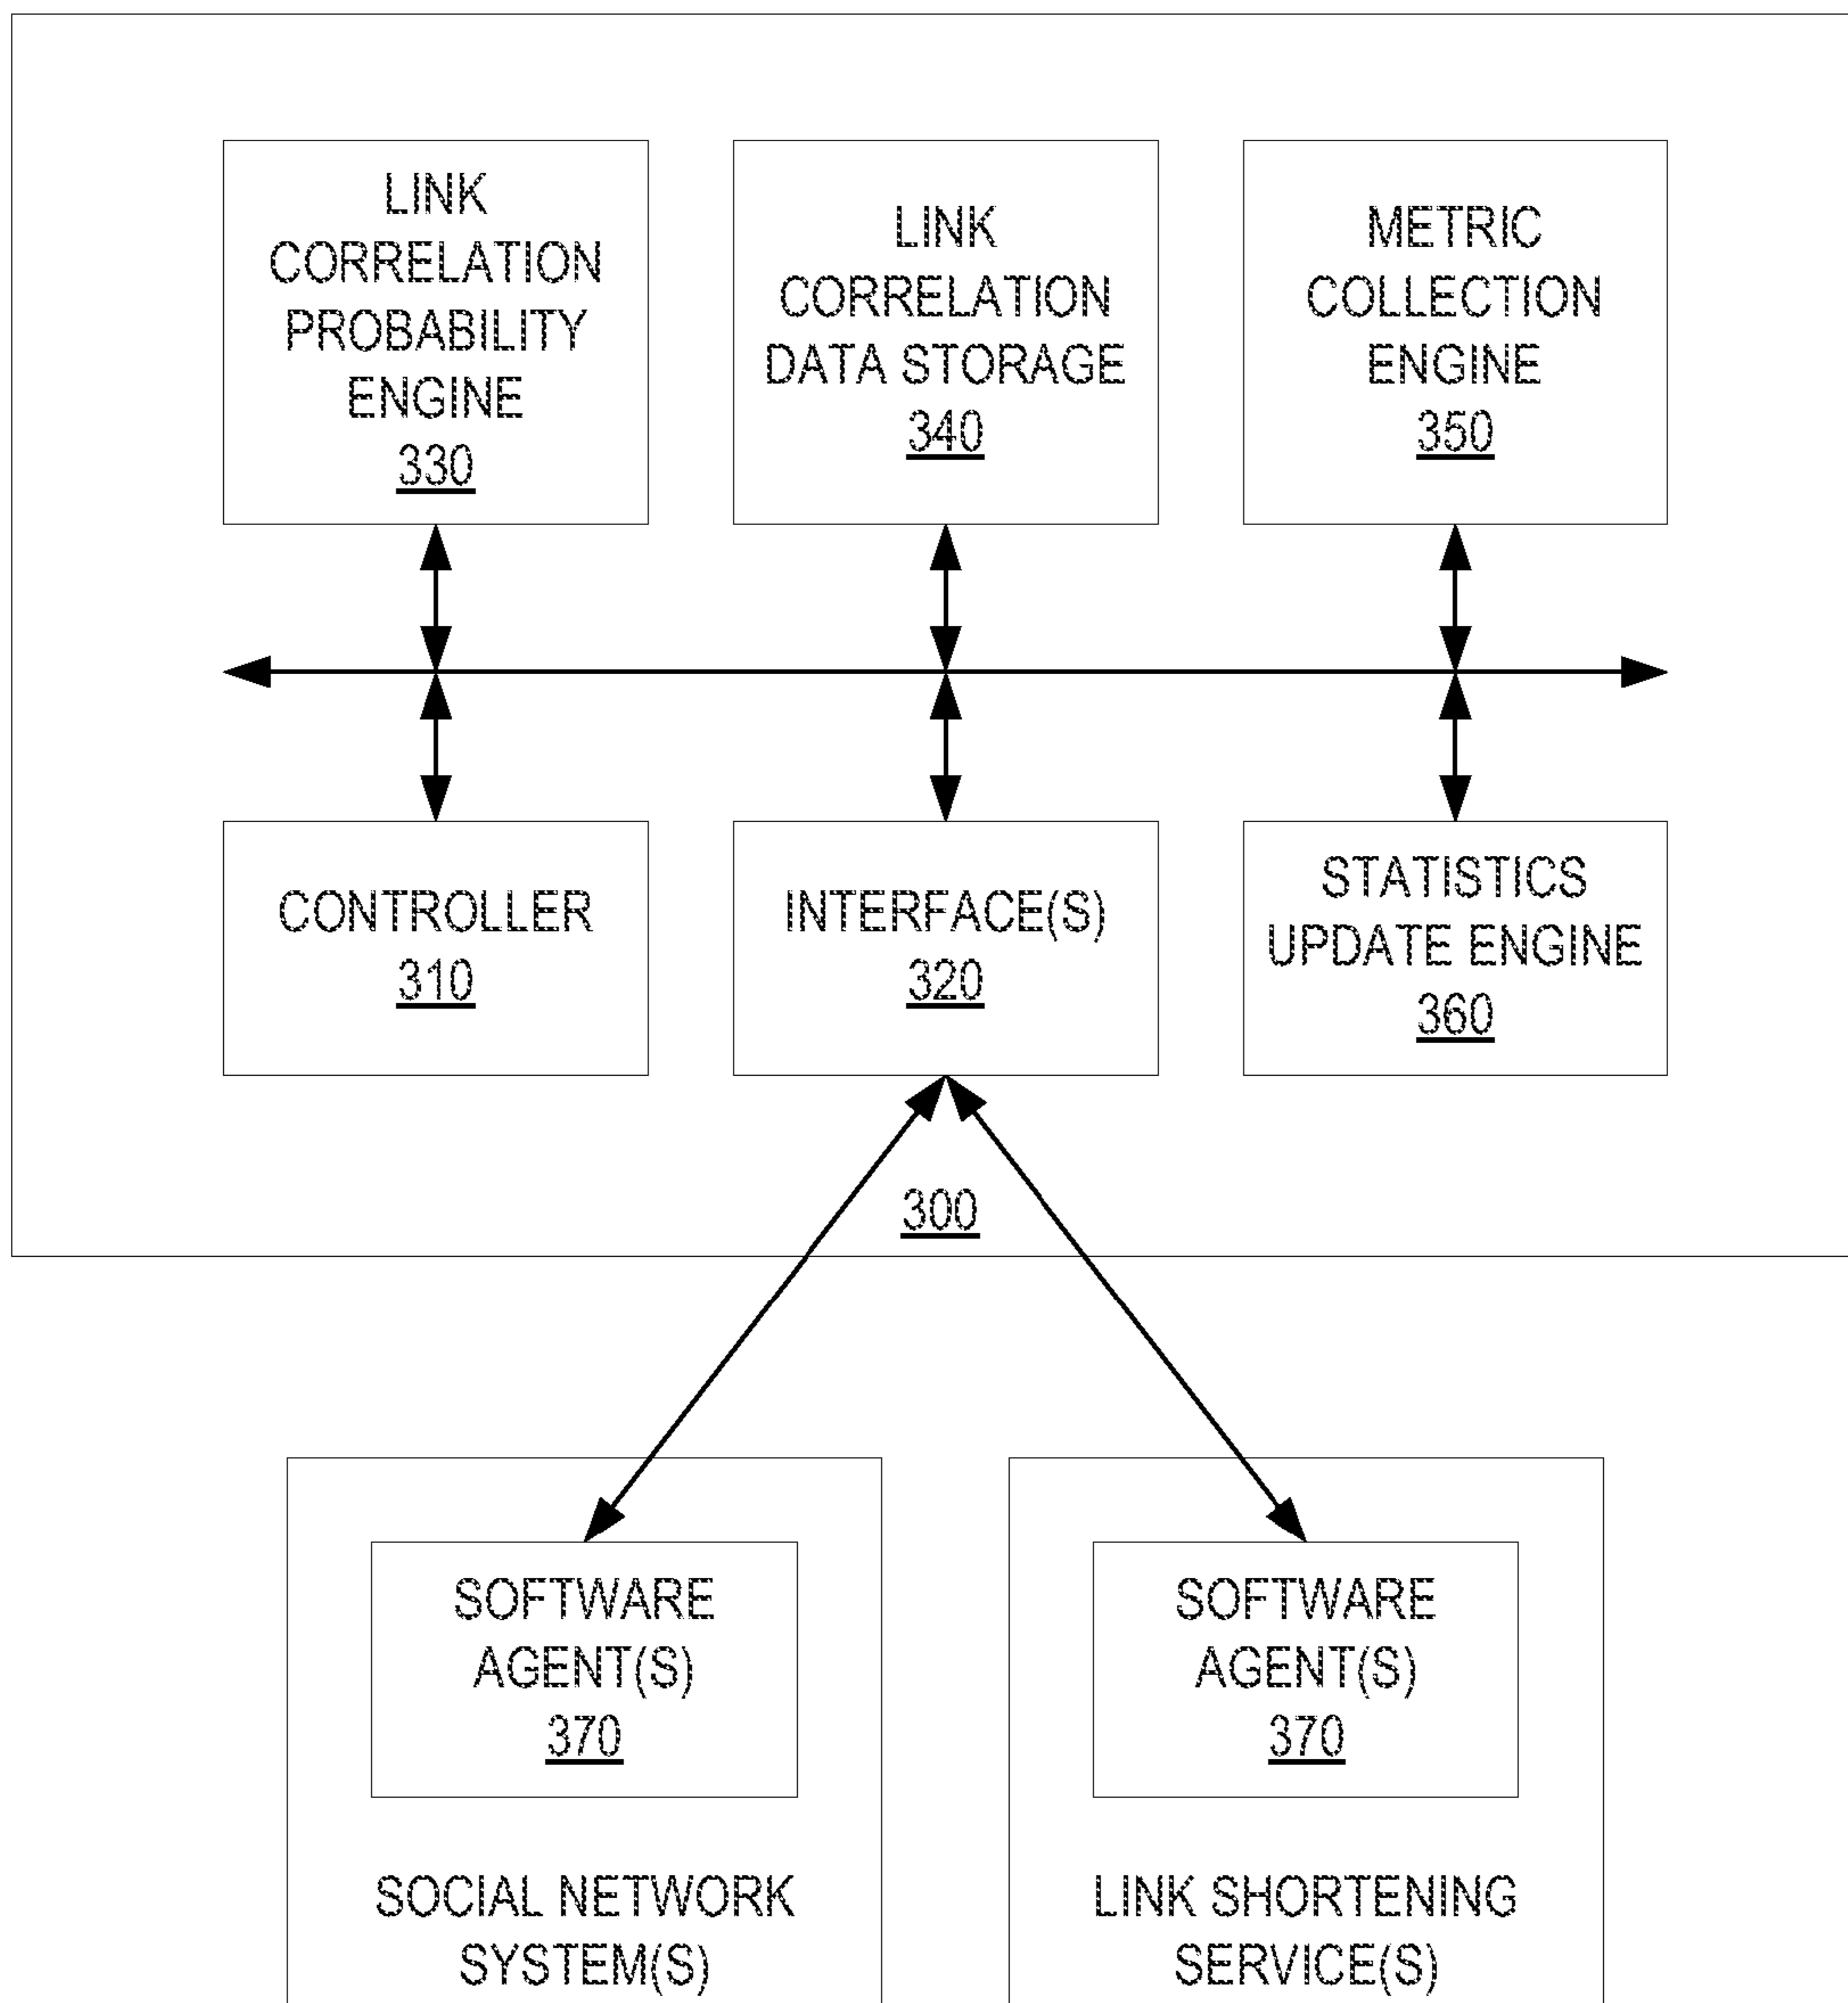 LINK
CORRELATION
PROBABILITY
ENGINE
330
LINK
CORRELATION
DATA STORAGE
340
METRIC
COLLECTION
ENGINE
350
CONTROLLER
310
INTERFACE(S)
320
STATISTICS
UPDATE ENGINE
360
300
SOFTWARE
AGENT(S)
370
SOCIAL NETWORK
SYSTEM(S)
SOFTWARE
AGENT(S)
370
LINK SHORTENING
SERVICE(S)